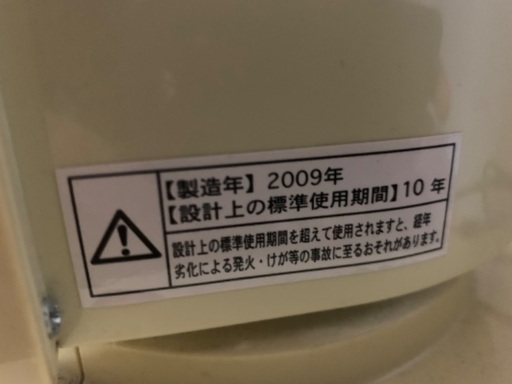 【製造年】2009年
【設計上の標準使用期間】10 年
設計上の標準使用期間を超えて使用されますと、経年
劣化による発火・けが等の事故に至るおそれがあります。